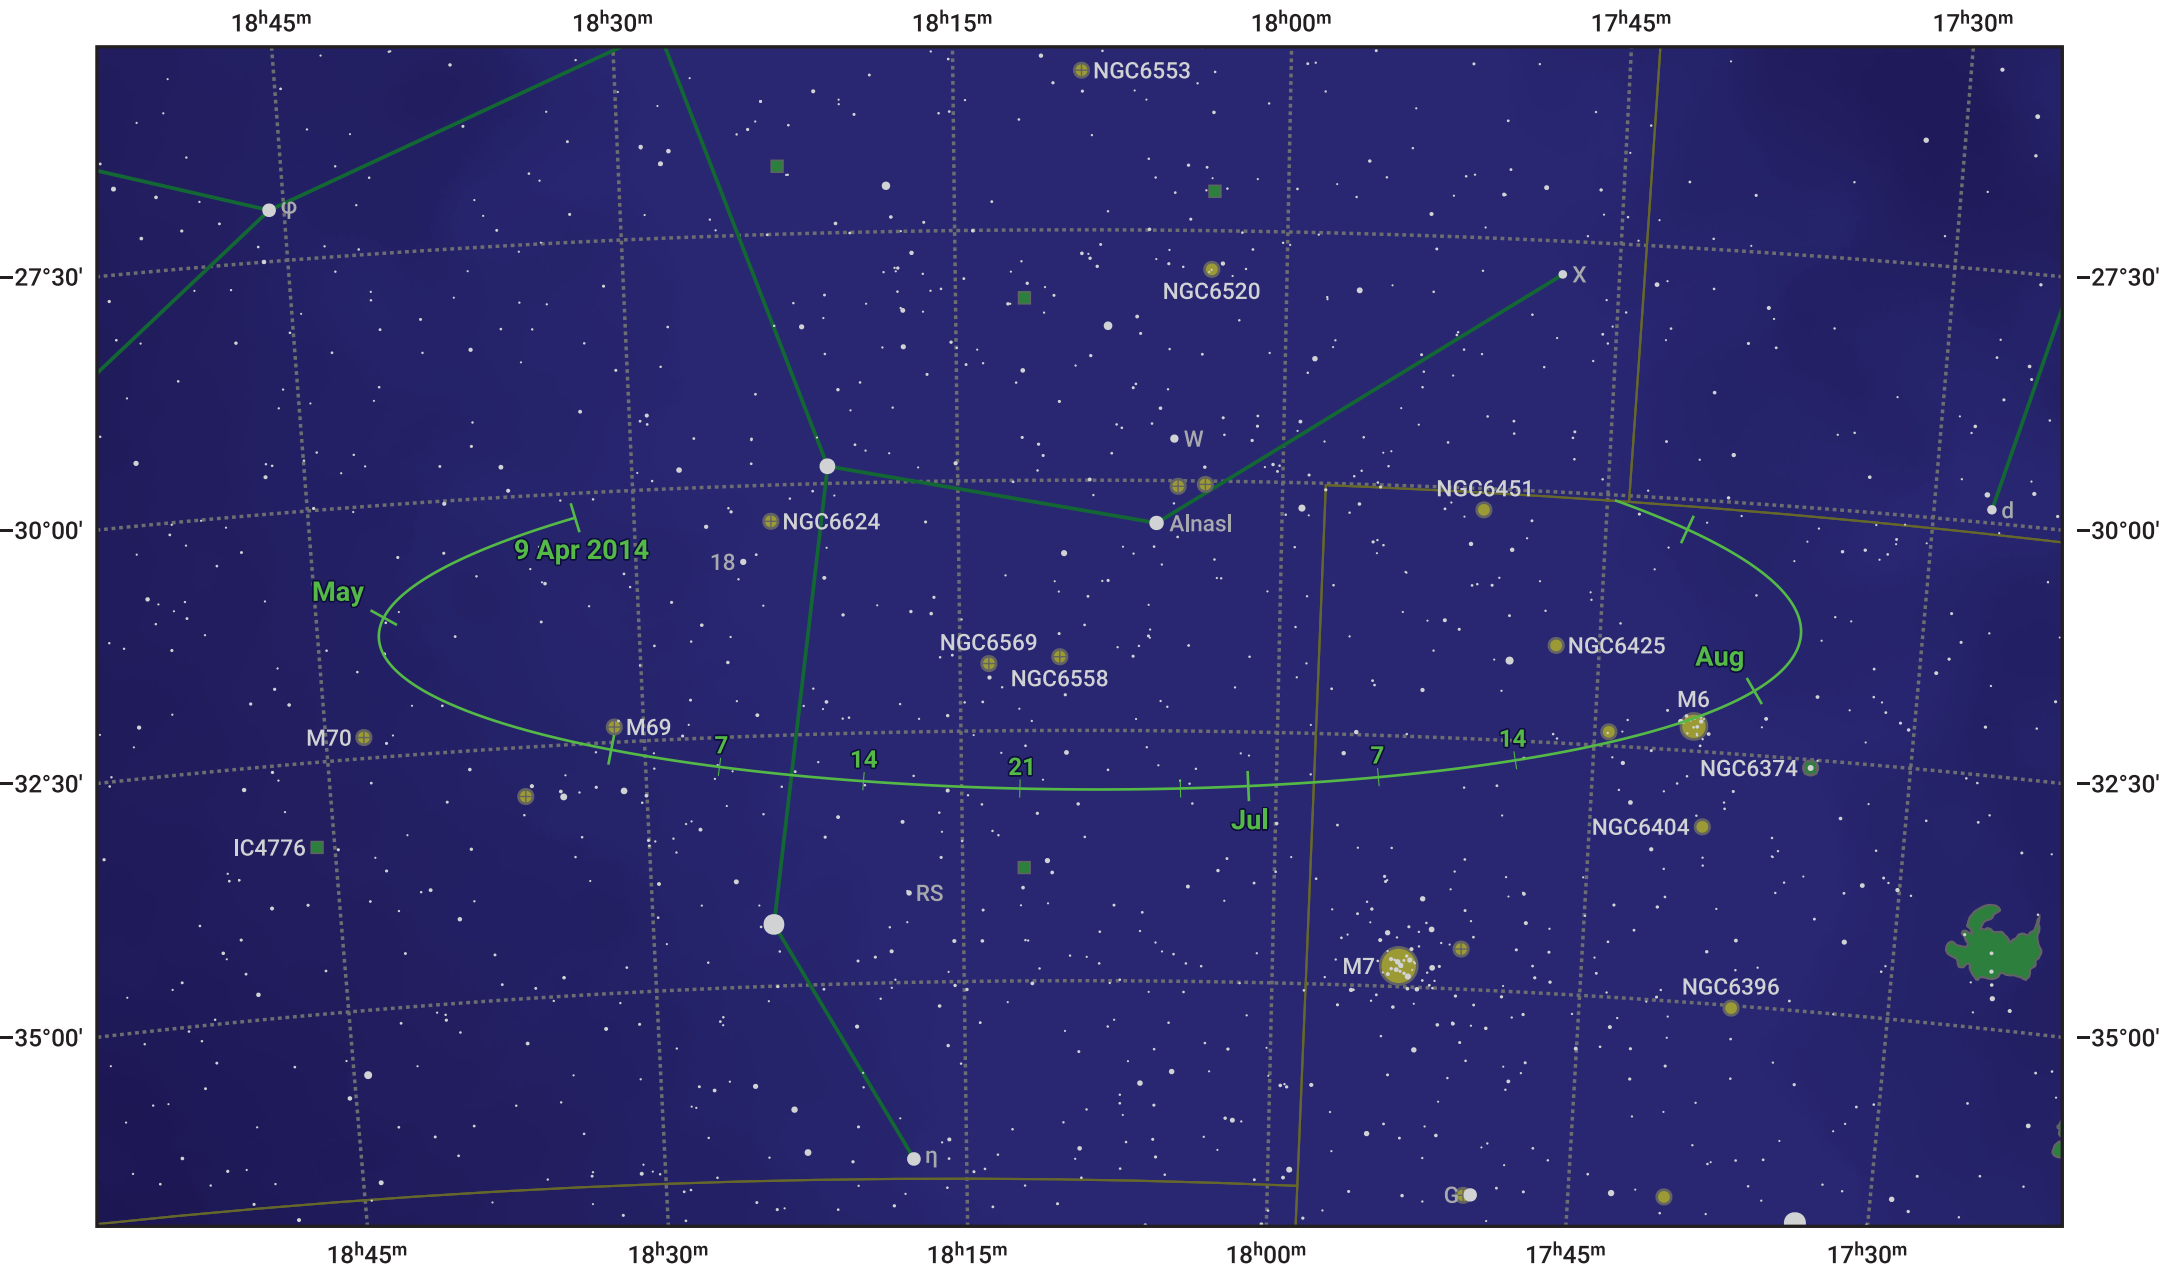 18ʰ45ᵐ 18ʰ30ᵐ 18ʰ15ᵐ 18ʰ00ᵐ 17ʰ45ᵐ 17ʰ30ᵐ
NGC6553
φ
−27°30' −27°30'
X
NGC6520
W
NGC6451
d
Alnasl
NGC6624
−30°00' −30°00'
9 Apr 2014
18
May
NGC6569
NGC6425
Aug
NGC6558
M6
M69
M70
7 14 21 7 14
NGC6374
−32°30' −32°30'
Jul
NGC6404
IC4776
RS
M7
NGC6396
−35°00' −35°00'
η
G
18ʰ45ᵐ 18ʰ30ᵐ 18ʰ15ᵐ 18ʰ00ᵐ 17ʰ45ᵐ 17ʰ30ᵐ